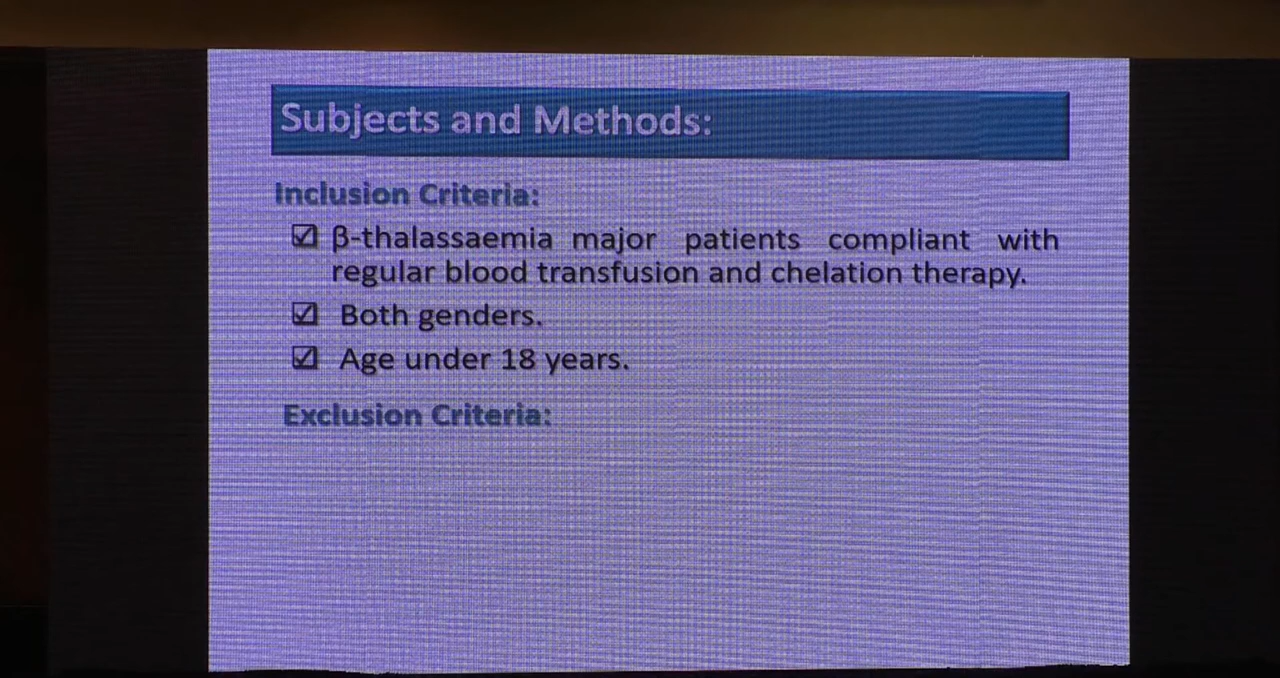 Subjects and Methods:
Inclusion Criteria:
☑ β-thalassaemia major patients compliant with
regular blood transfusion and chelation therapy.
☑ Both genders.
☑ Age under 18 years.
Exclusion Criteria: